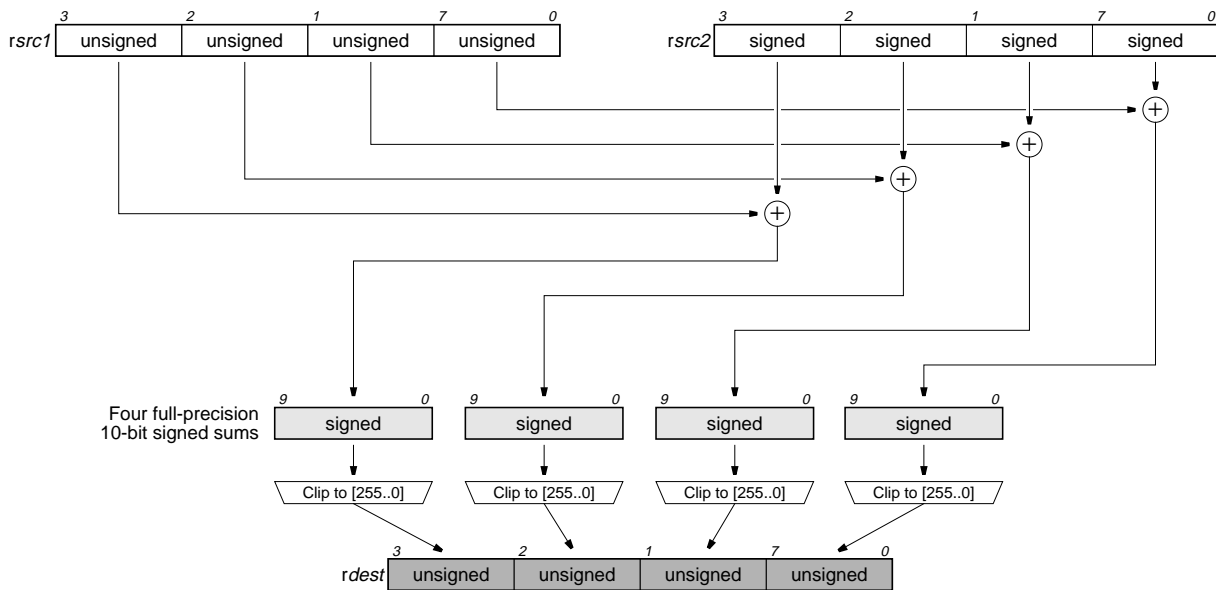 3 2 1 7 0 3 2 1 7 0
rsrc1 unsigned unsigned unsigned unsigned rsrc2 signed signed signed signed
+
+
+
+
9 0 9 0 9 0 9 0
Four full-precision
10-bit signed sums
signed signed signed signed
Clip to [255..0] Clip to [255..0] Clip to [255..0] Clip to [255..0]
3 2 1 7 0
rdest unsigned unsigned unsigned unsigned